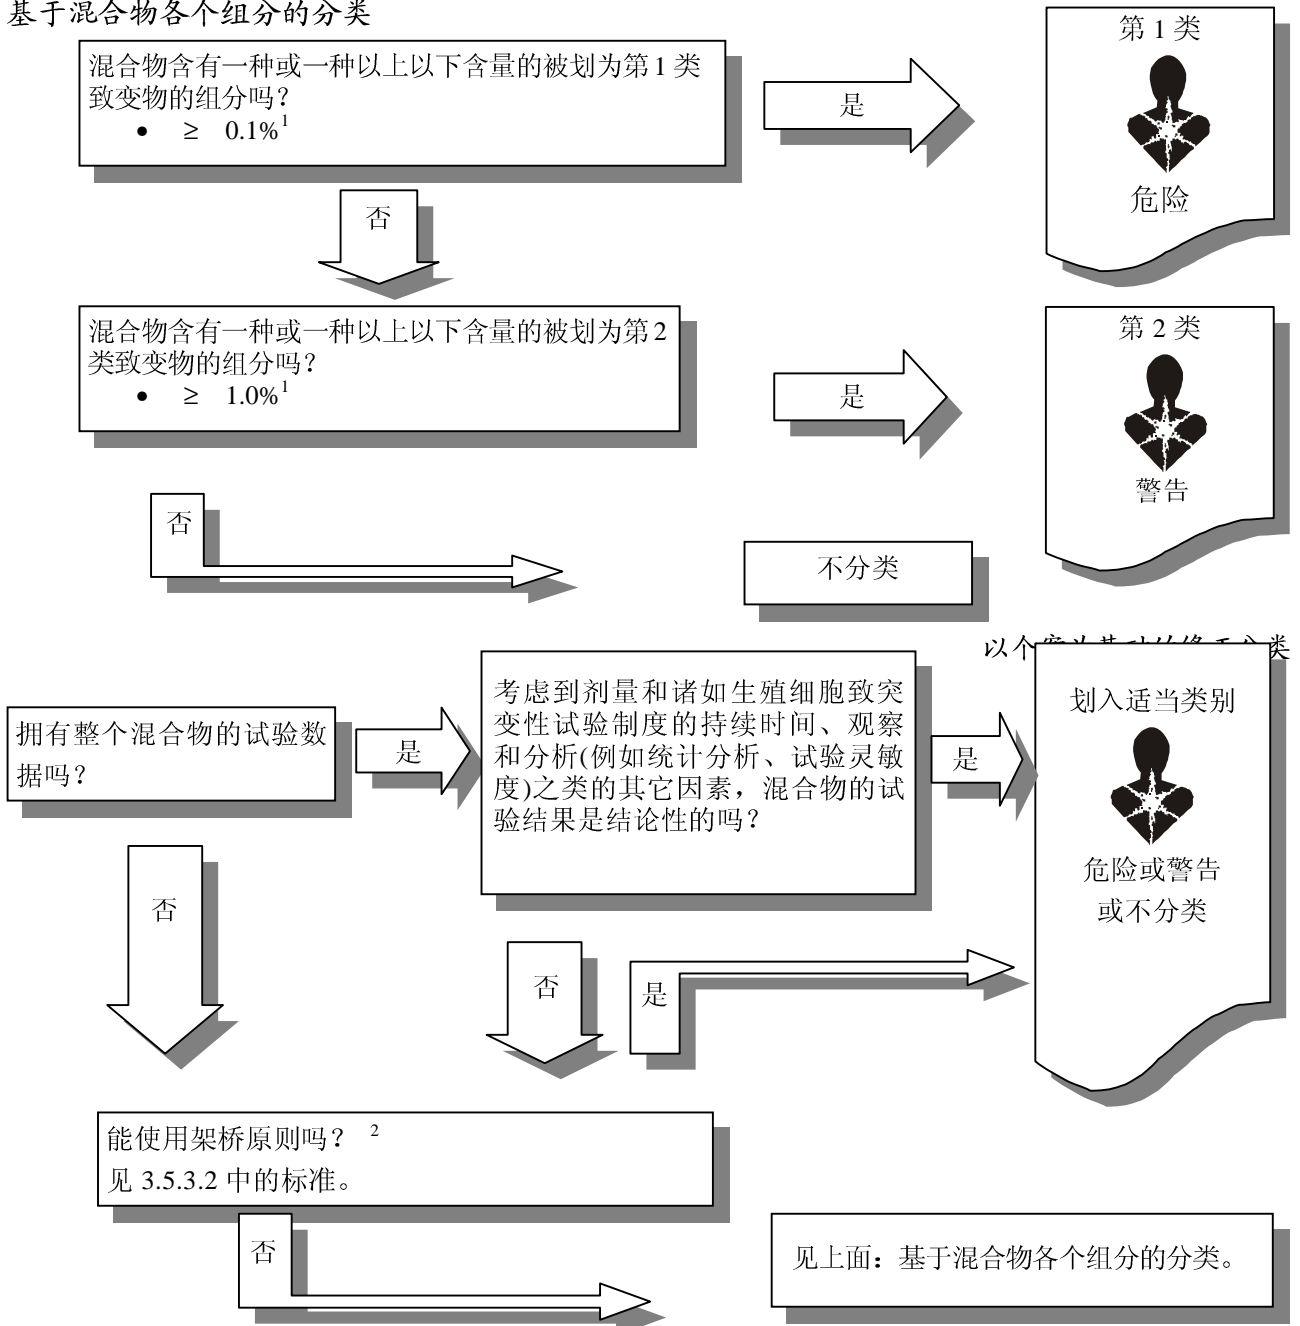 基于混合物各个组分的分类
混合物含有一种或一种以上以下含量的被划为第1 类
致变物的组分吗？
• ≥ 0.1%1
是
第 1 类
危险
否
混合物含有一种或一种以上以下含量的被划为第2
类致变物的组分吗？
• ≥ 1.0%1
是
第 2 类
警告
否
不分类
以个
分类
拥有整个混合物的试验数
据吗？
是
考虑到剂量和诸如生殖细胞致突
变性试验制度的持续时间、观察
和分析(例如统计分析、试验灵敏
度)之类的其它因素，混合物的试
验结果是结论性的吗？
是
划入适当类别
危险或警告
或不分类
否
否
是
能使用架桥原则吗？ 2
见 3.5.3.2 中的标准。
否
见上面：基于混合物各个组分的分类。